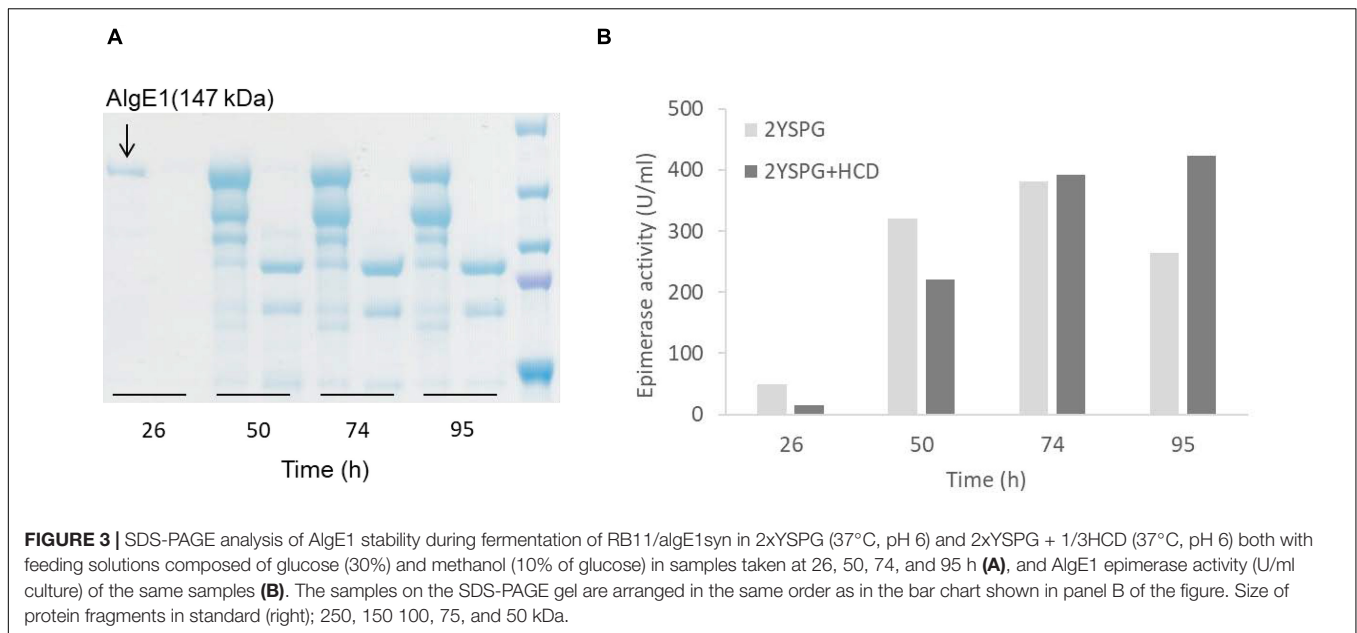 A
AlgE1(147 kDa)
26
50
74
95
Time (h)
B
500
400
300
200
100
0
Epimerase activity (U/ml)
2YSPG
2YSPG+HCD
26
50
74
95
Time (h)
FIGURE 3 | SDS-PAGE analysis of AlgE1 stability during fermentation of RB11/algE1syn in 2xYSPG (37°C, pH 6) and 2xYSPG + 1/3HCD (37°C, pH 6) both with
feeding solutions composed of glucose (30%) and methanol (10% of glucose) in samples taken at 26, 50, 74, and 95 h (A), and AlgE1 epimerase activity (U/ml
culture) of the same samples (B). The samples on the SDS-PAGE gel are arranged in the same order as in the bar chart shown in panel B of the figure. Size of
protein fragments in standard (right); 250, 150 100, 75, and 50 kDa.